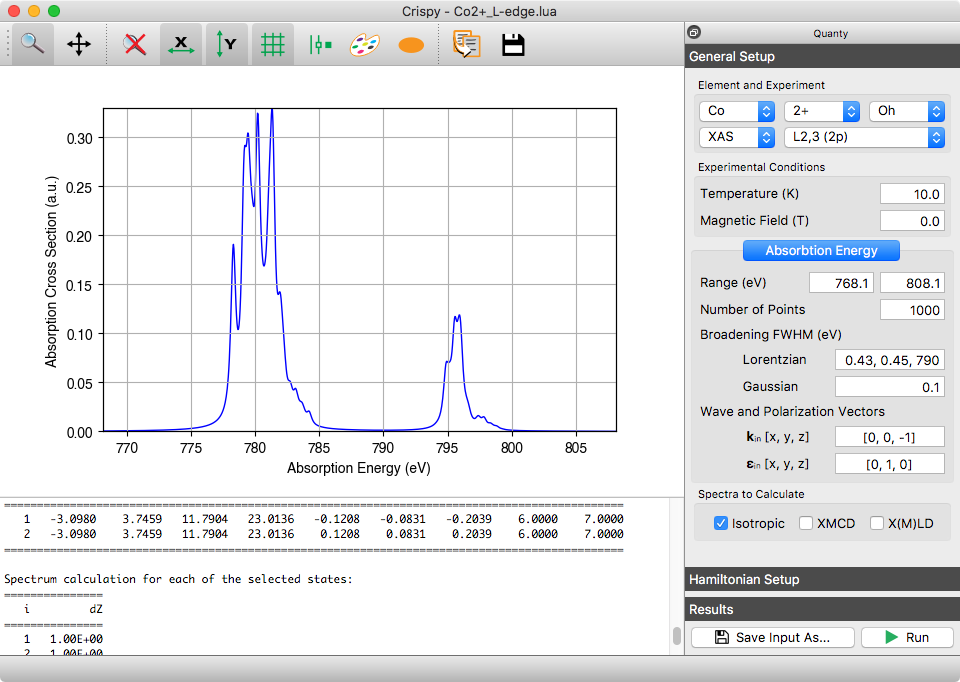 Crispy - Co2+_L-edge.lua
X
Y
0.30
0.25
0.20
0.15
0.10
0.05
0.00
Absorption Cross Section (a.u.)
770 775 780 785 790 795 800 805
Absorption Energy (eV)
===============================================================================
1 -3.0980 3.7459 11.7904 23.0136 -0.1208 -0.0831 -0.2039 6.0000 7.0000
2 -3.0980 3.7459 11.7904 23.0136 0.1208 0.0831 0.2039 6.0000 7.0000
===============================================================================
Spectrum calculation for each of the selected states:
===============
i dZ
===============
1 1.00E+00
2 1.00E+00
Quanty
General Setup
Element and Experiment
Co 2+ Oh
XAS L2,3 (2p)
Experimental Conditions
Temperature (K) 10.0
Magnetic Field (T) 0.0
Absorbtion Energy
Range (eV) 768.1 808.1
Number of Points 1000
Broadening FWHM (eV)
Lorentzian 0.43, 0.45, 790
Gaussian 0.1
Wave and Polarization Vectors
kin [x, y, z] [0, 0, -1]
εin [x, y, z] [0, 1, 0]
Spectra to Calculate
Isotropic XMCD X(M)LD
Hamiltonian Setup
Results
Save Input As... Run